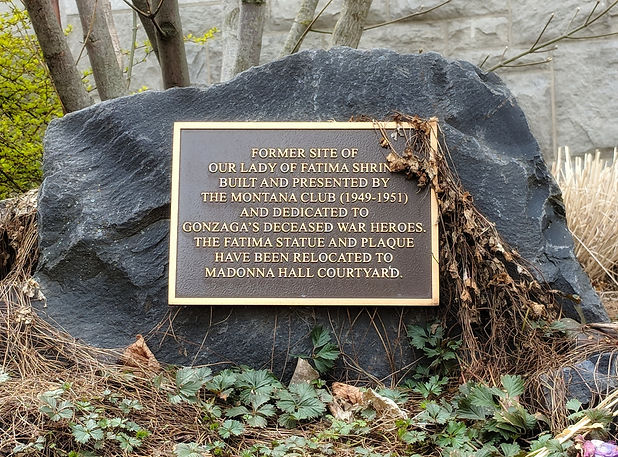 FORMER SITE OF
OUR LADY OF FATIMA SHRIN
BUILT AND PRESENTED BY
THE MONTANA CLUB (1949-1951)
AND DEDICATED TO
GONZAGA'S DECEASED WAR HEROES.
THE FATIMA STATUE AND PLAQUE
HAVE BEEN RELOCATED TO
MADONNA HALL COURTYARD.